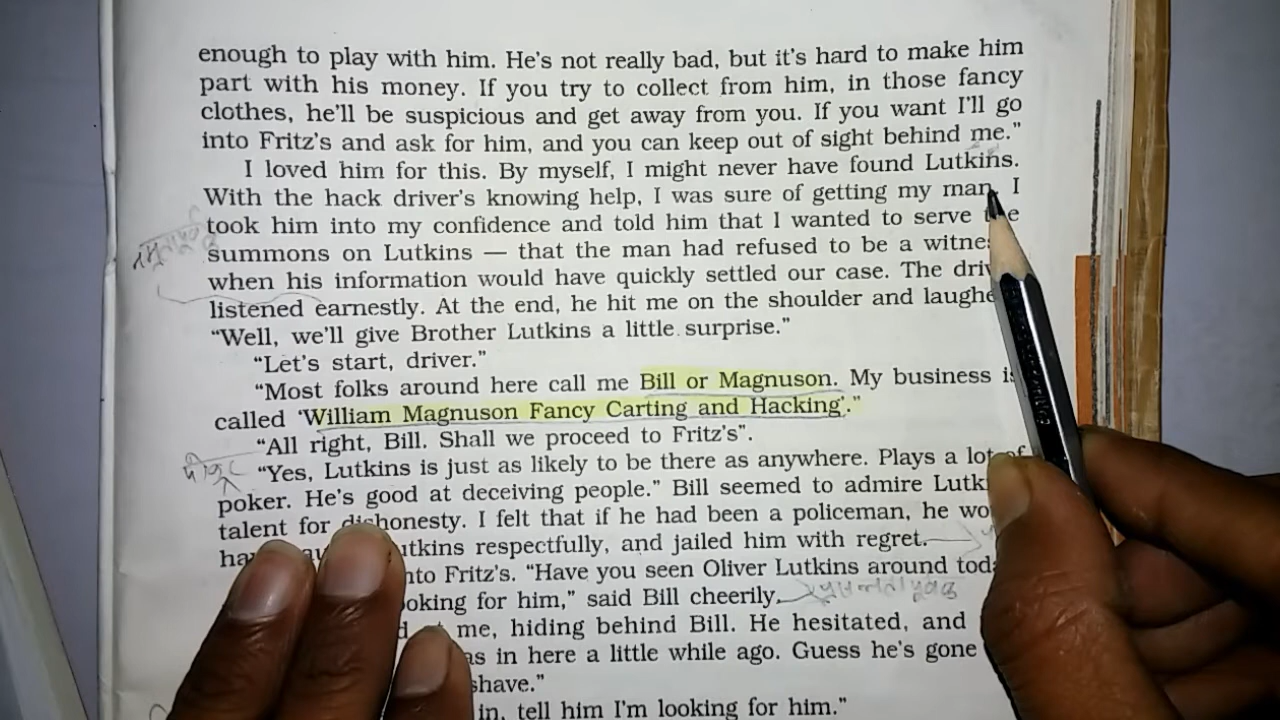 enough to play with him. He's not really bad, but it's hard to make him
part with his money. If you try to collect from him, in those fancy
clothes, he'll be suspicious and get away from you. If you want I'll go
into Fritz's and ask for him, and you can keep out of sight behind me."
I loved him for this. By myself, I might never have found Lutkins.
With the hack driver's knowing help, I was sure of getting my man. I
took him into my confidence and told him that I wanted to serve
summons on Lutkins — that the man had refused to be a
when his information would have quickly settled our case. The
listened earnestly. At the end, he hit me on the shoulder and
"Well, we'll give Brother Lutkins a little surprise."
"Let's start, driver."
"Most folks around here call me Bill or Magnuson. My business is
called 'William Magnuson Fancy Carting and Hacking'."
"All right, Bill. Shall we proceed to Fritz's".
"Yes, Lutkins is just as likely to be there as anywhere. Plays a lot of
poker. He's good at deceiving people." Bill seemed to admire
talent for dishonesty. I felt that if he had been a policeman, he
respectfully, and jailed him with regret.
Fritz's. "Have you seen Oliver Lutkins around
for him," said Bill cheerily.
me, hiding behind Bill. He hesitated, and
in here a little while ago. Guess he's gone
shave."
in, tell him I'm looking for him."